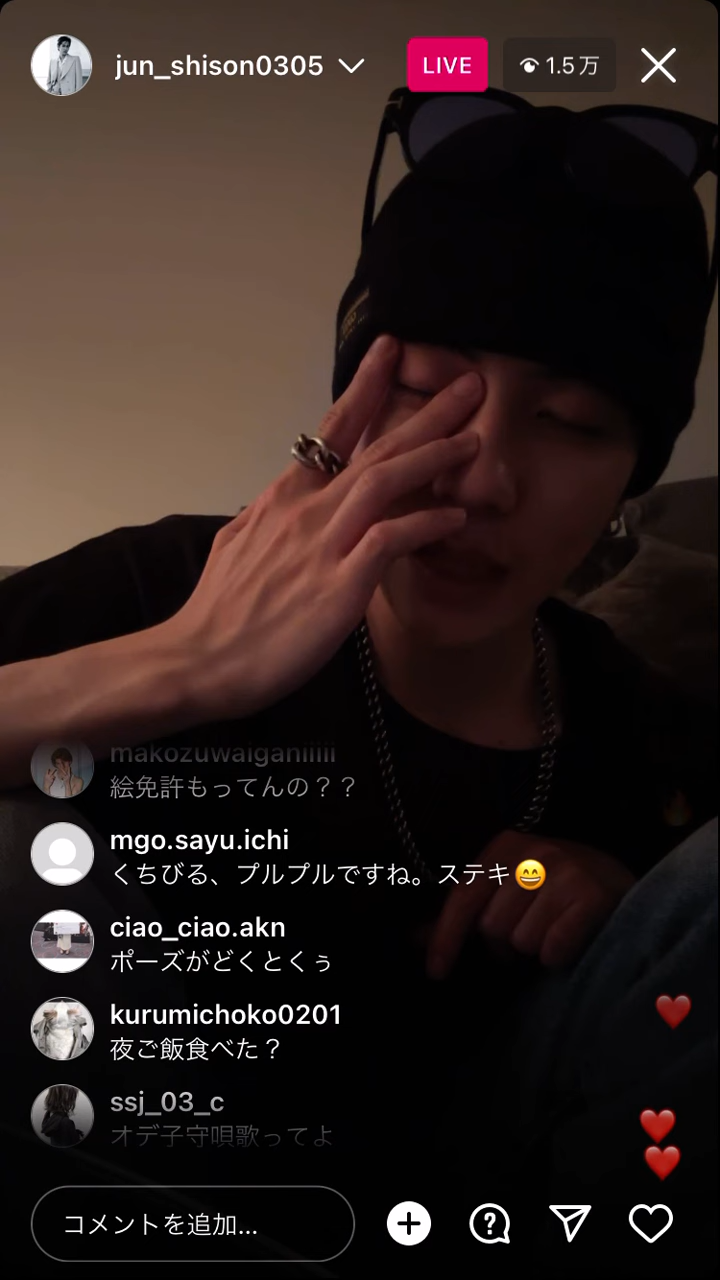 jun_shison0305
LIVE
1.5万
makozuwaiganiiiii
絵免許もってんの？？
mgo.sayu.ichi
くちびる、プルプルですね。ステキ😄
ciao_ciao.akn
ポーズがどくとくぅ
kurumichoko0201
夜ご飯食べた？
ssj_03_c
オデ子守唄歌ってよ
コメントを追加...